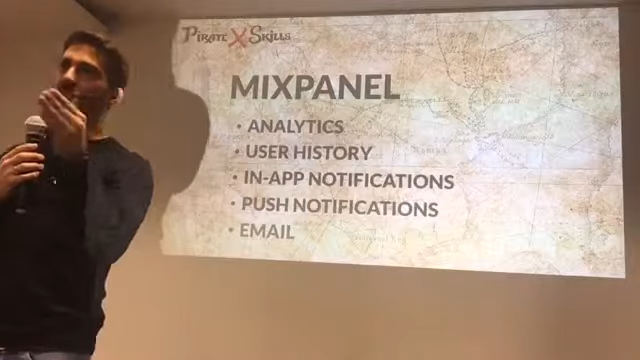 PIRATE X SKILLS
MIXPANEL
• ANALYTICS
• USER HISTORY
• IN-APP NOTIFICATIONS
• PUSH NOTIFICATIONS
• EMAIL